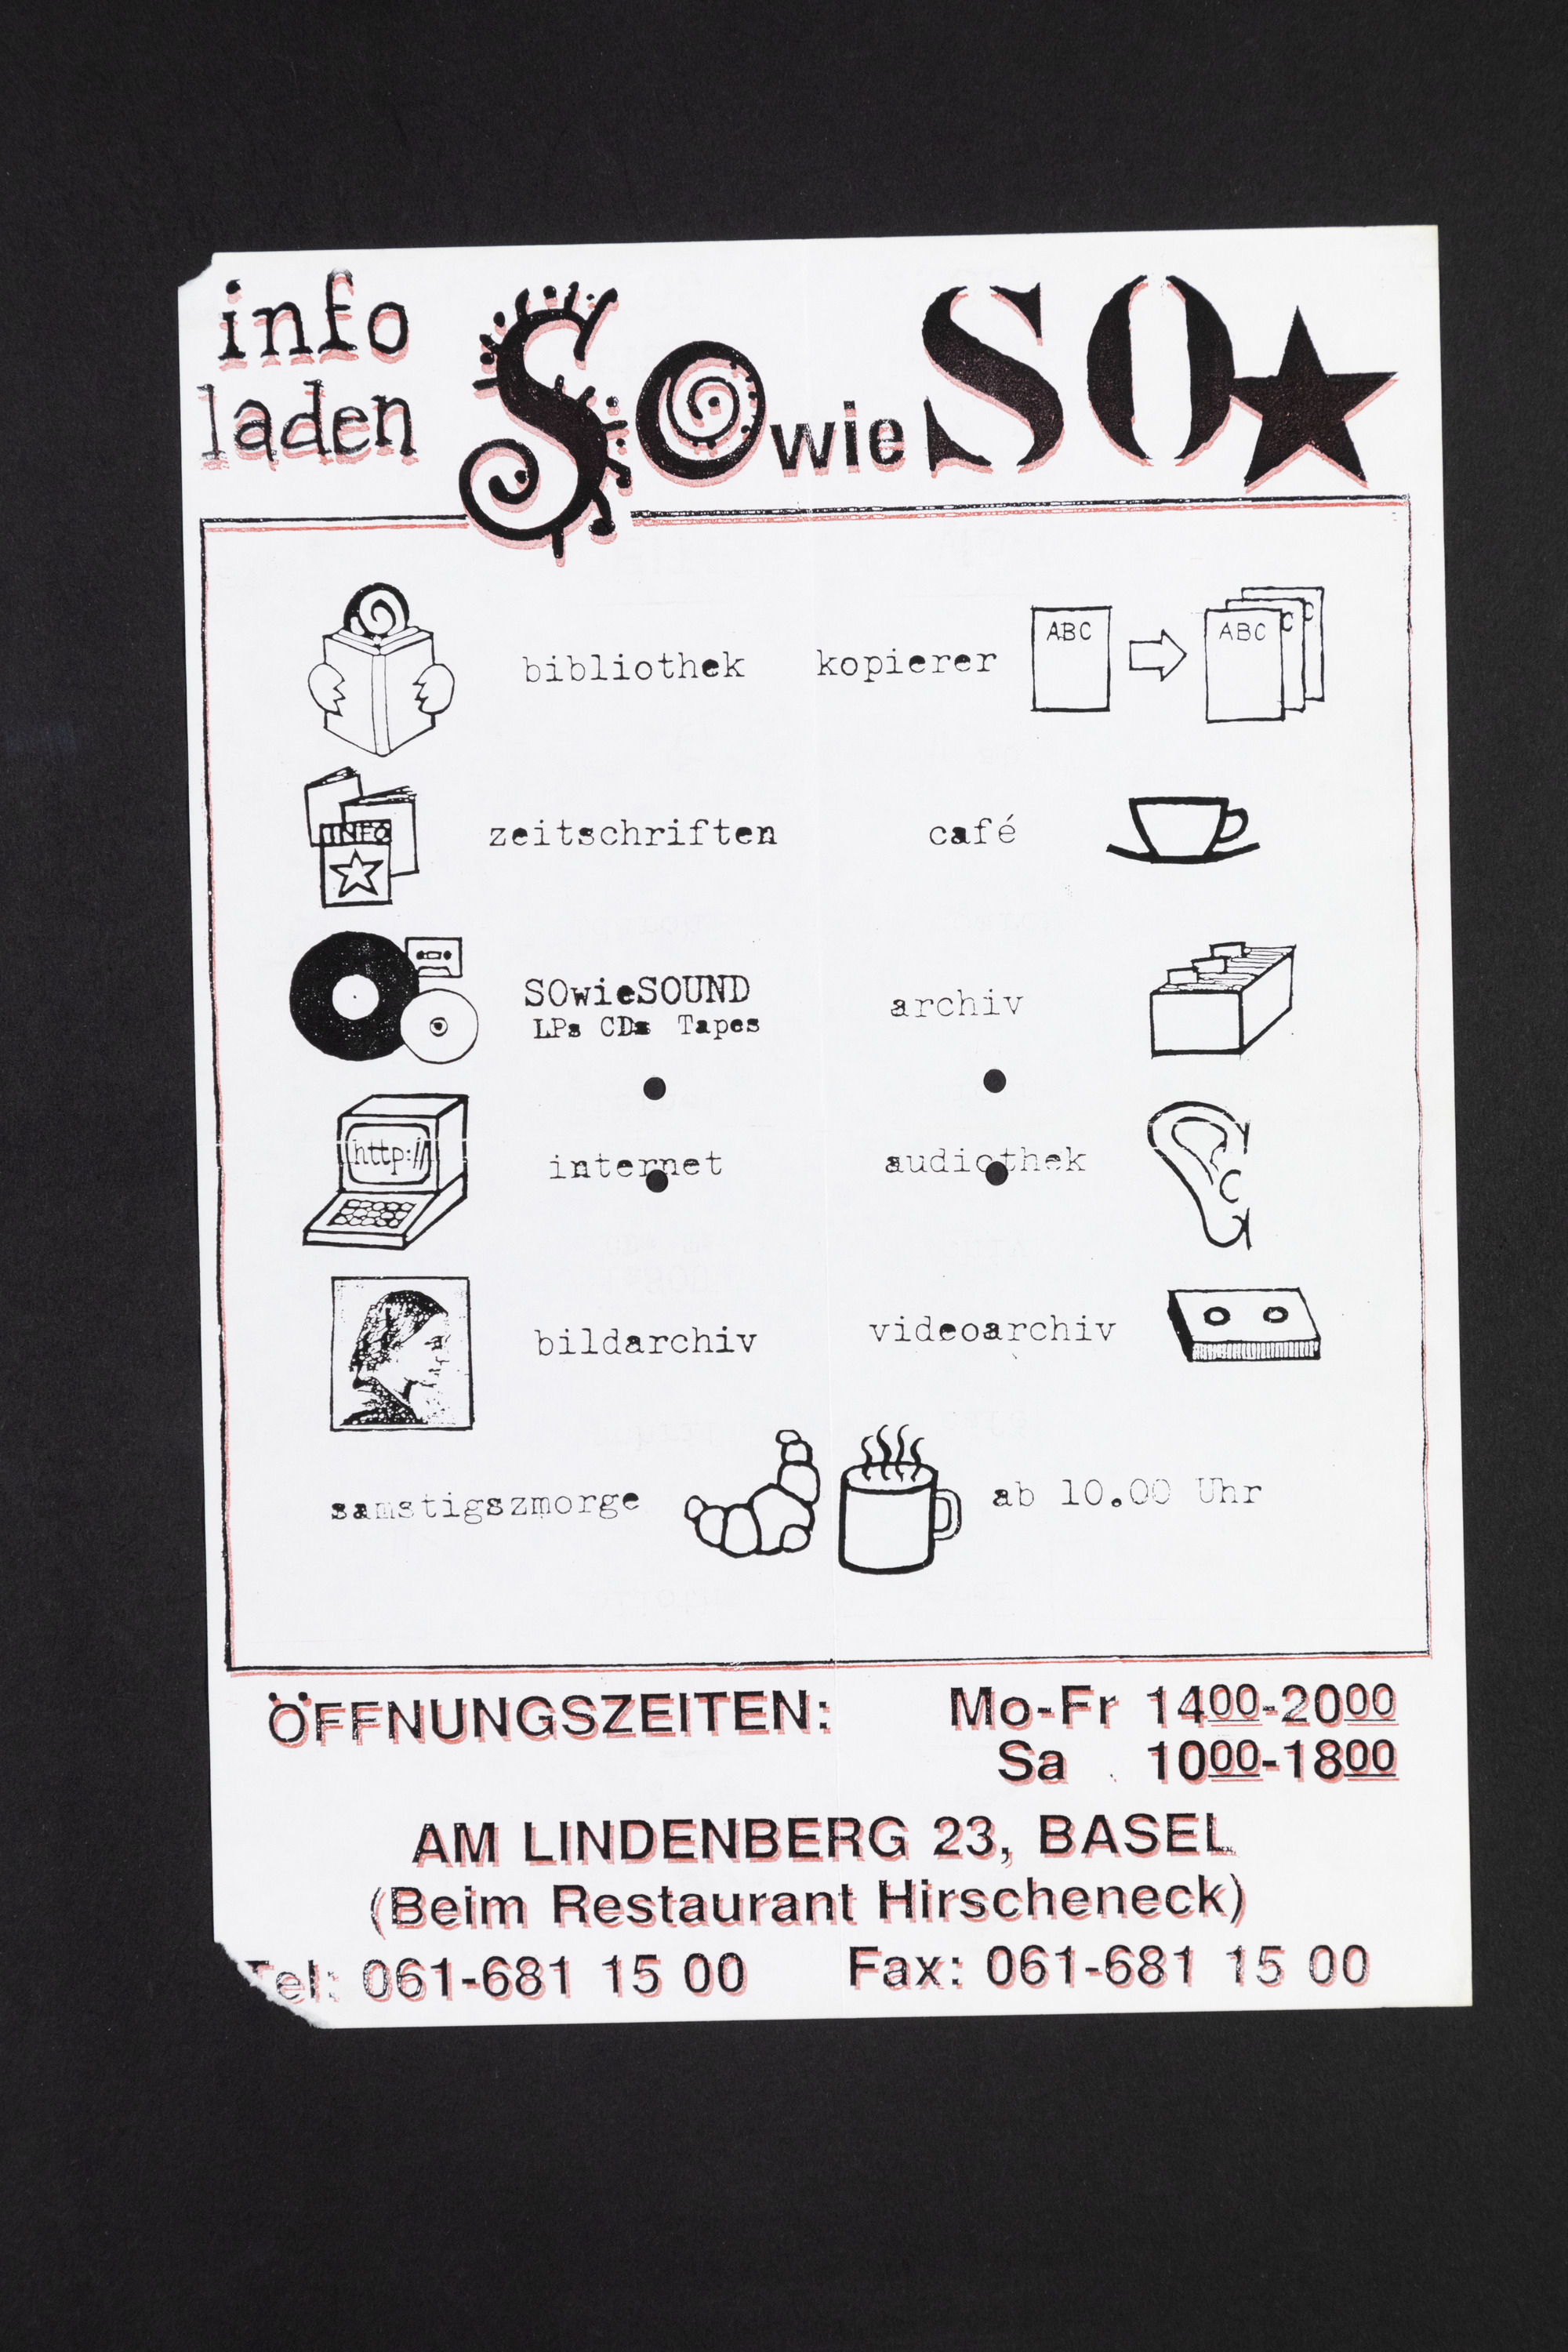 info
laden
SOwieSO
bibliothek
kopierer
ABC
ABC
C
C
INFO
zeitschriften
café
SOwieSOUND
LPs CDs Tapes
archiv
http://
internet
audiothek
bildarchiv
videoarchiv
samstigszmorge
ab 10.00 Uhr
ÖFFNUNGSZEITEN: Mo-Fr 1400-2000
Sa 1000-1800
AM LINDENBERG 23, BASEL
(Beim Restaurant Hirscheneck)
Tel: 061-681 15 00 Fax: 061-681 15 00